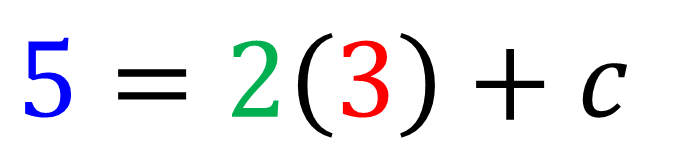 5 = 2(3) + c